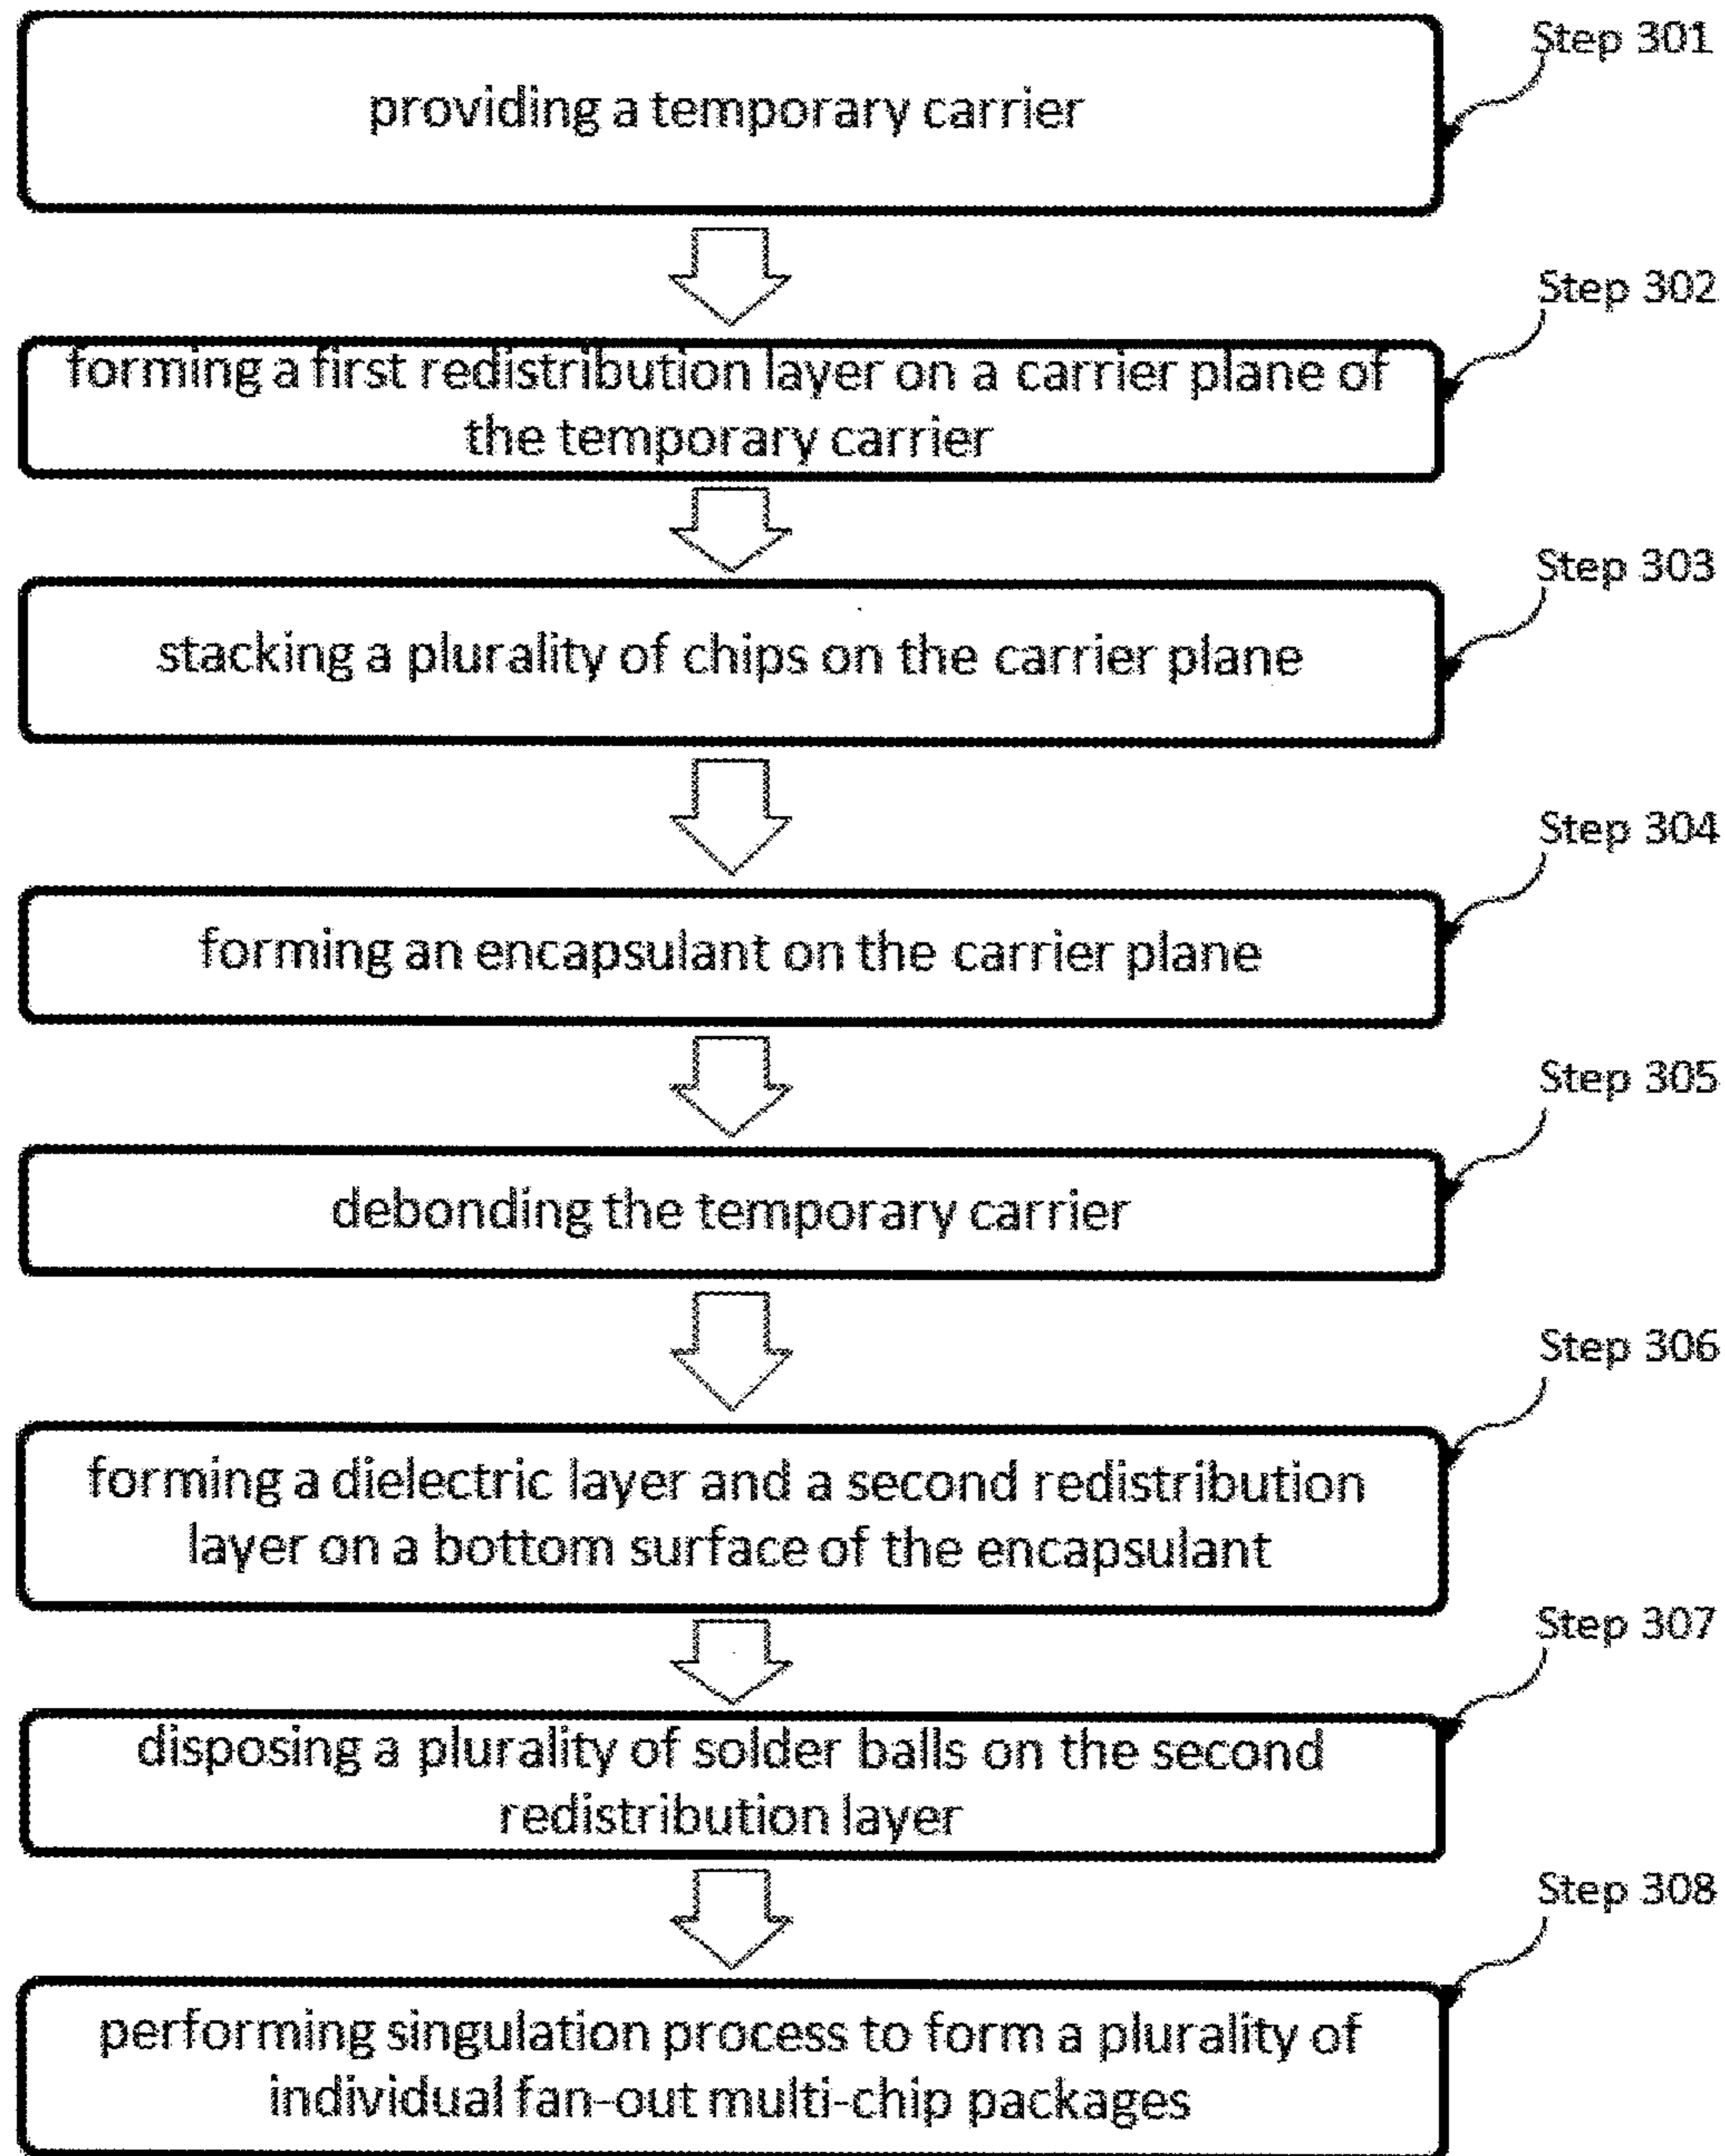 Step 301
providing a temporary carrier
Step 302
forming a first redistribution layer on a carrier plane of
the temporary carrier
Step 303
stacking a plurality of chips on the carrier plane
Step 304
forming an encapsulant on the carrier plane
Step 305
debonding the temporary carrier
Step 306
forming a dielectric layer and a second redistribution
layer on a bottom surface of the encapsulant
Step 307
disposing a plurality of solder balls on the second
redistribution layer
Step 308
performing singulation process to form a plurality of
individual fan-out multi-chip packages